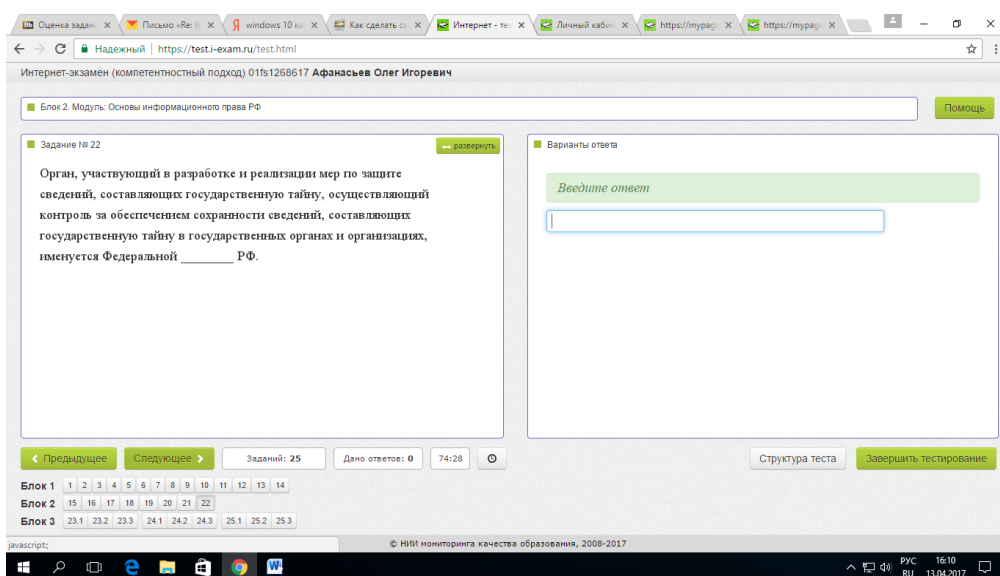 Оценка задан
Письмо «Re: (
windows 10 ка
Как сделать ск
Интернет - тес
Личный кабин
https://mypag
https://mypag
Надежный | https://test.i-exam.ru/test.html
Интернет-экзамен (компетентностный подход) 01fs1268617 Афанасьев Олег Игоревич
Блок 2. Модуль: Основы информационного права РФ
Помощь
Задание № 22
развернуть
Орган, участвующий в разработке и реализации мер по защите
сведений, составляющих государственную тайну, осуществляющий
контроль за обеспечением сохранности сведений, составляющих
государственную тайну в государственных органах и организациях,
именуется Федеральной ________ РФ.
Варианты ответа
Введите ответ
Предыдущее
Следующее
Заданий: 25
Дано ответов: 0
74:28
Структура теста
Завершить тестирование
Блок 1 1 2 3 4 5 6 7 8 9 10 11 12 13 14
Блок 2 15 16 17 18 19 20 21 22
Блок 3 23.1 23.2 23.3 24.1 24.2 24.3 25.1 25.2 25.3
javascript:;
© НИИ мониторинга качества образования, 2008-2017
РУС 16:10
RU 13.04.2017